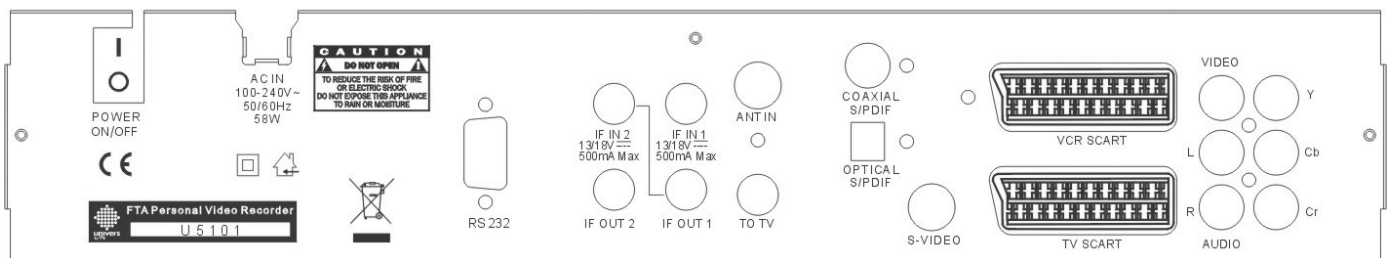 I
O
POWER
ON/OFF
CE
AC IN
100-240V~
50/60Hz
58W
CAUTION
DO NOT OPEN
TO REDUCE THE RISK OF FIRE
OR ELECTRIC SHOCK
DO NOT EXPOSE THIS APPLIANCE
TO RAIN OR MOISTURE
univers
FTA Personal Video Recorder
U5101
RS232
IF IN 2
13/18V
500mA Max
IF OUT 2
IF IN 1
13/18V
500mA Max
IF OUT 1
ANT IN
TO TV
COAXIAL
S/PDIF
OPTICAL
S/PDIF
S-VIDEO
VCR SCART
TV SCART
VIDEO
Y
L
Cb
R
Cr
AUDIO